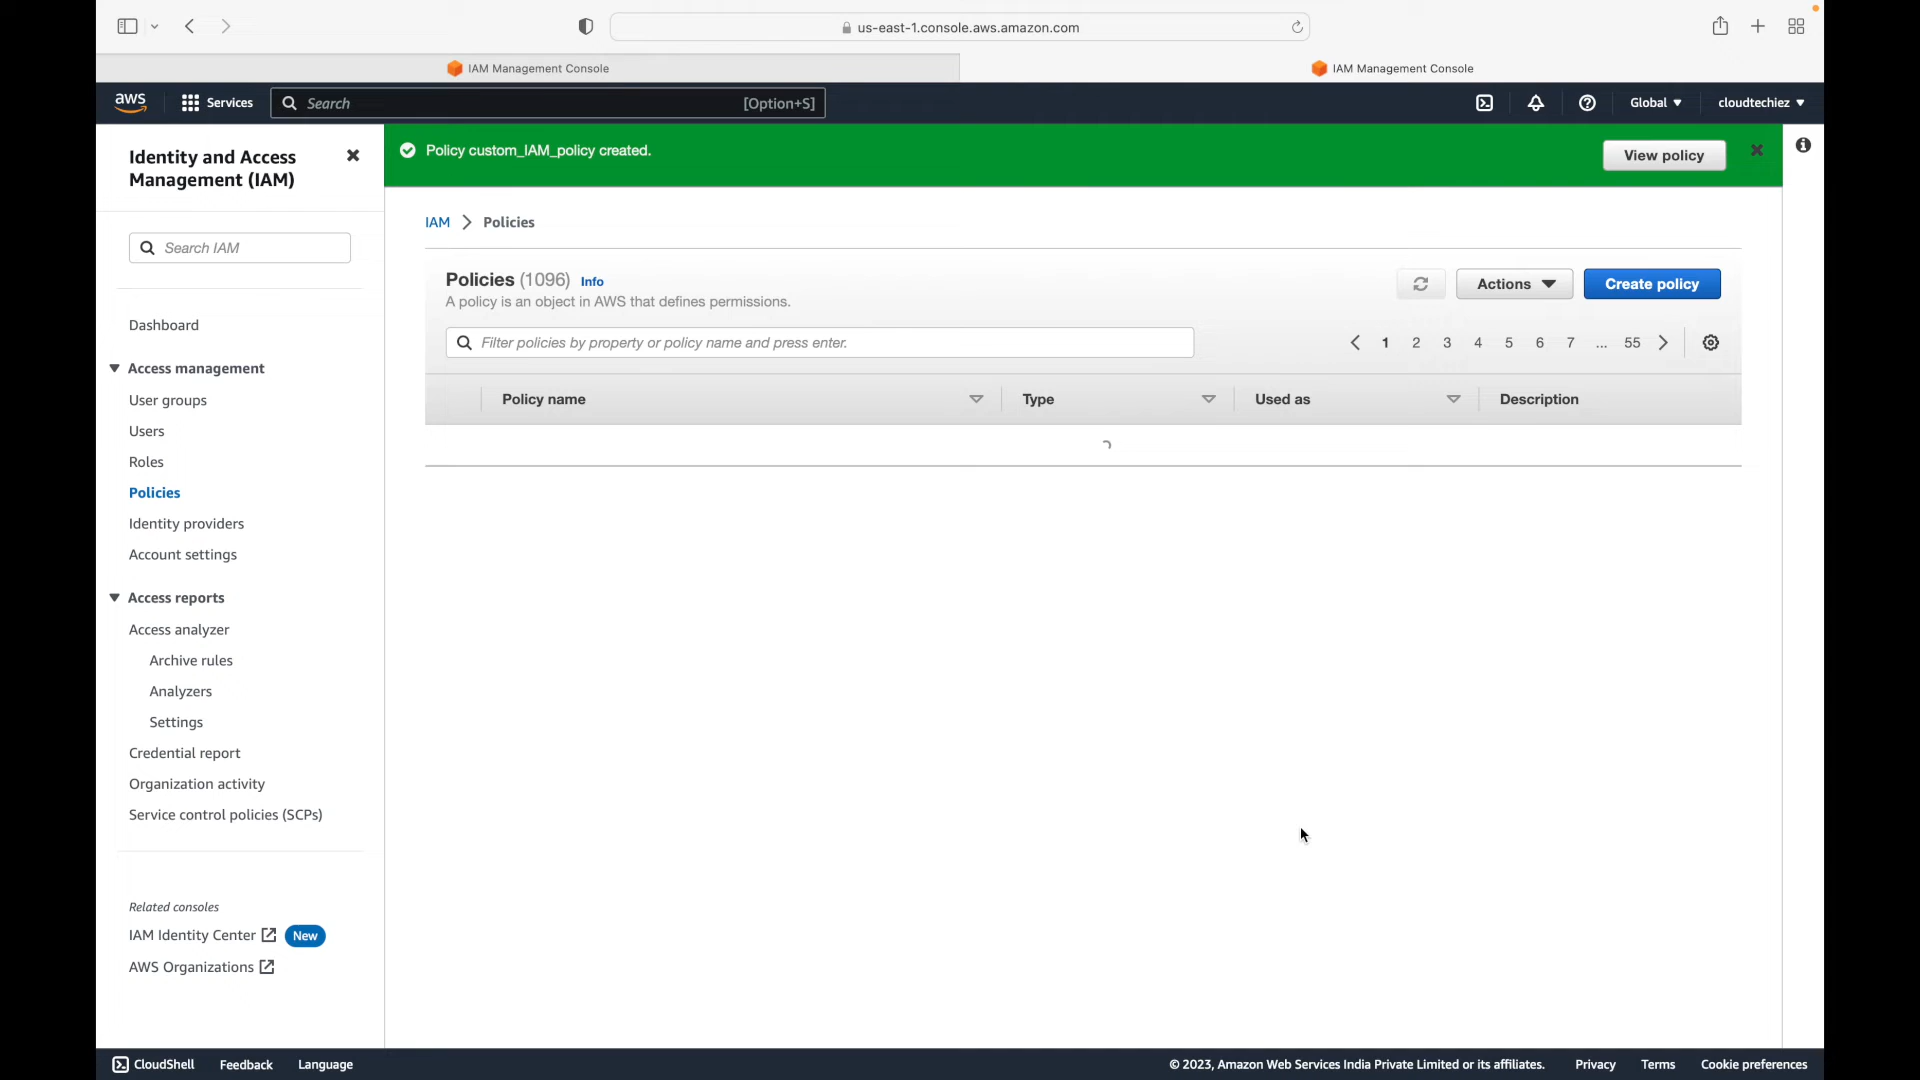 us-east-1.console.aws.amazon.com
IAM Management Console
IAM Management Console
aws
Services
Search
[Option+S]
Global
cloudtechiez
Identity and Access
Management (IAM)
Search IAM
Dashboard
Access management
User groups
Users
Roles
Policies
Identity providers
Account settings
Access reports
Access analyzer
Archive rules
Analyzers
Settings
Credential report
Organization activity
Service control policies (SCPs)
Related consoles
IAM Identity Center
New
AWS Organizations
Policy custom_IAM_policy created.
View policy
IAM > Policies
Policies (1096) Info
A policy is an object in AWS that defines permissions.
Actions
Create policy
Filter policies by property or policy name and press enter.
1 2 3 4 5 6 7 ... 55
Policy name
Type
Used as
Description
CloudShell
Feedback
Language
© 2023, Amazon Web Services India Private Limited or its affiliates.
Privacy
Terms
Cookie preferences